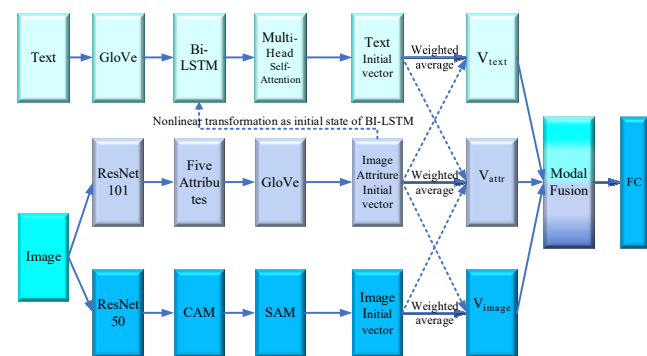 Text
GloVe
Bi-
LSTM
Multi-
Head
Self-
Attention
Text
Initial
vector
Weighted
average
Vtext
Nonlinear transformation as initial state of BI-LSTM
ResNet
101
Five
Attribu
tes
GloVe
Image
Attriture
Initial
vector
Weighted
average
Vattr
Modal
Fusion
FC
Image
ResNet
50
CAM
SAM
Image
Initial
vector
Weighted
average
Vimage